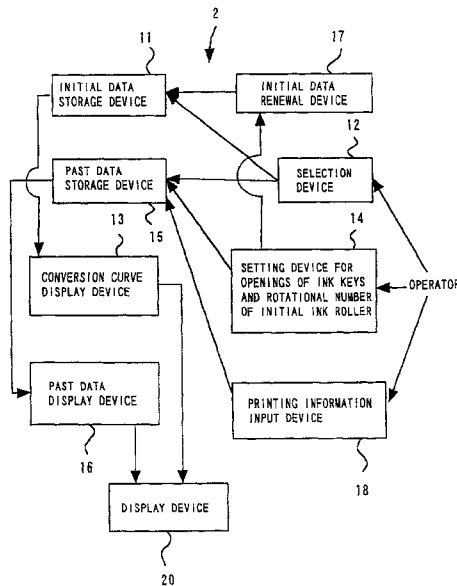 2
11
17
INITIAL DATA
STORAGE DEVICE
INITIAL DATA
RENEWAL DEVICE
12
PAST DATA
STORAGE DEVICE
SELECTION
DEVICE
13
15
14
CONVERSION CURVE
DISPLAY DEVICE
SETTING DEVICE FOR
OPENINGS OF INK KEYS
AND ROTATIONAL NUMBER
OF INITIAL INK ROLLER
OPERATOR
PAST DATA
DISPLAY DEVICE
PRINTING INFORMATION
INPUT DEVICE
16
18
DISPLAY DEVICE
20